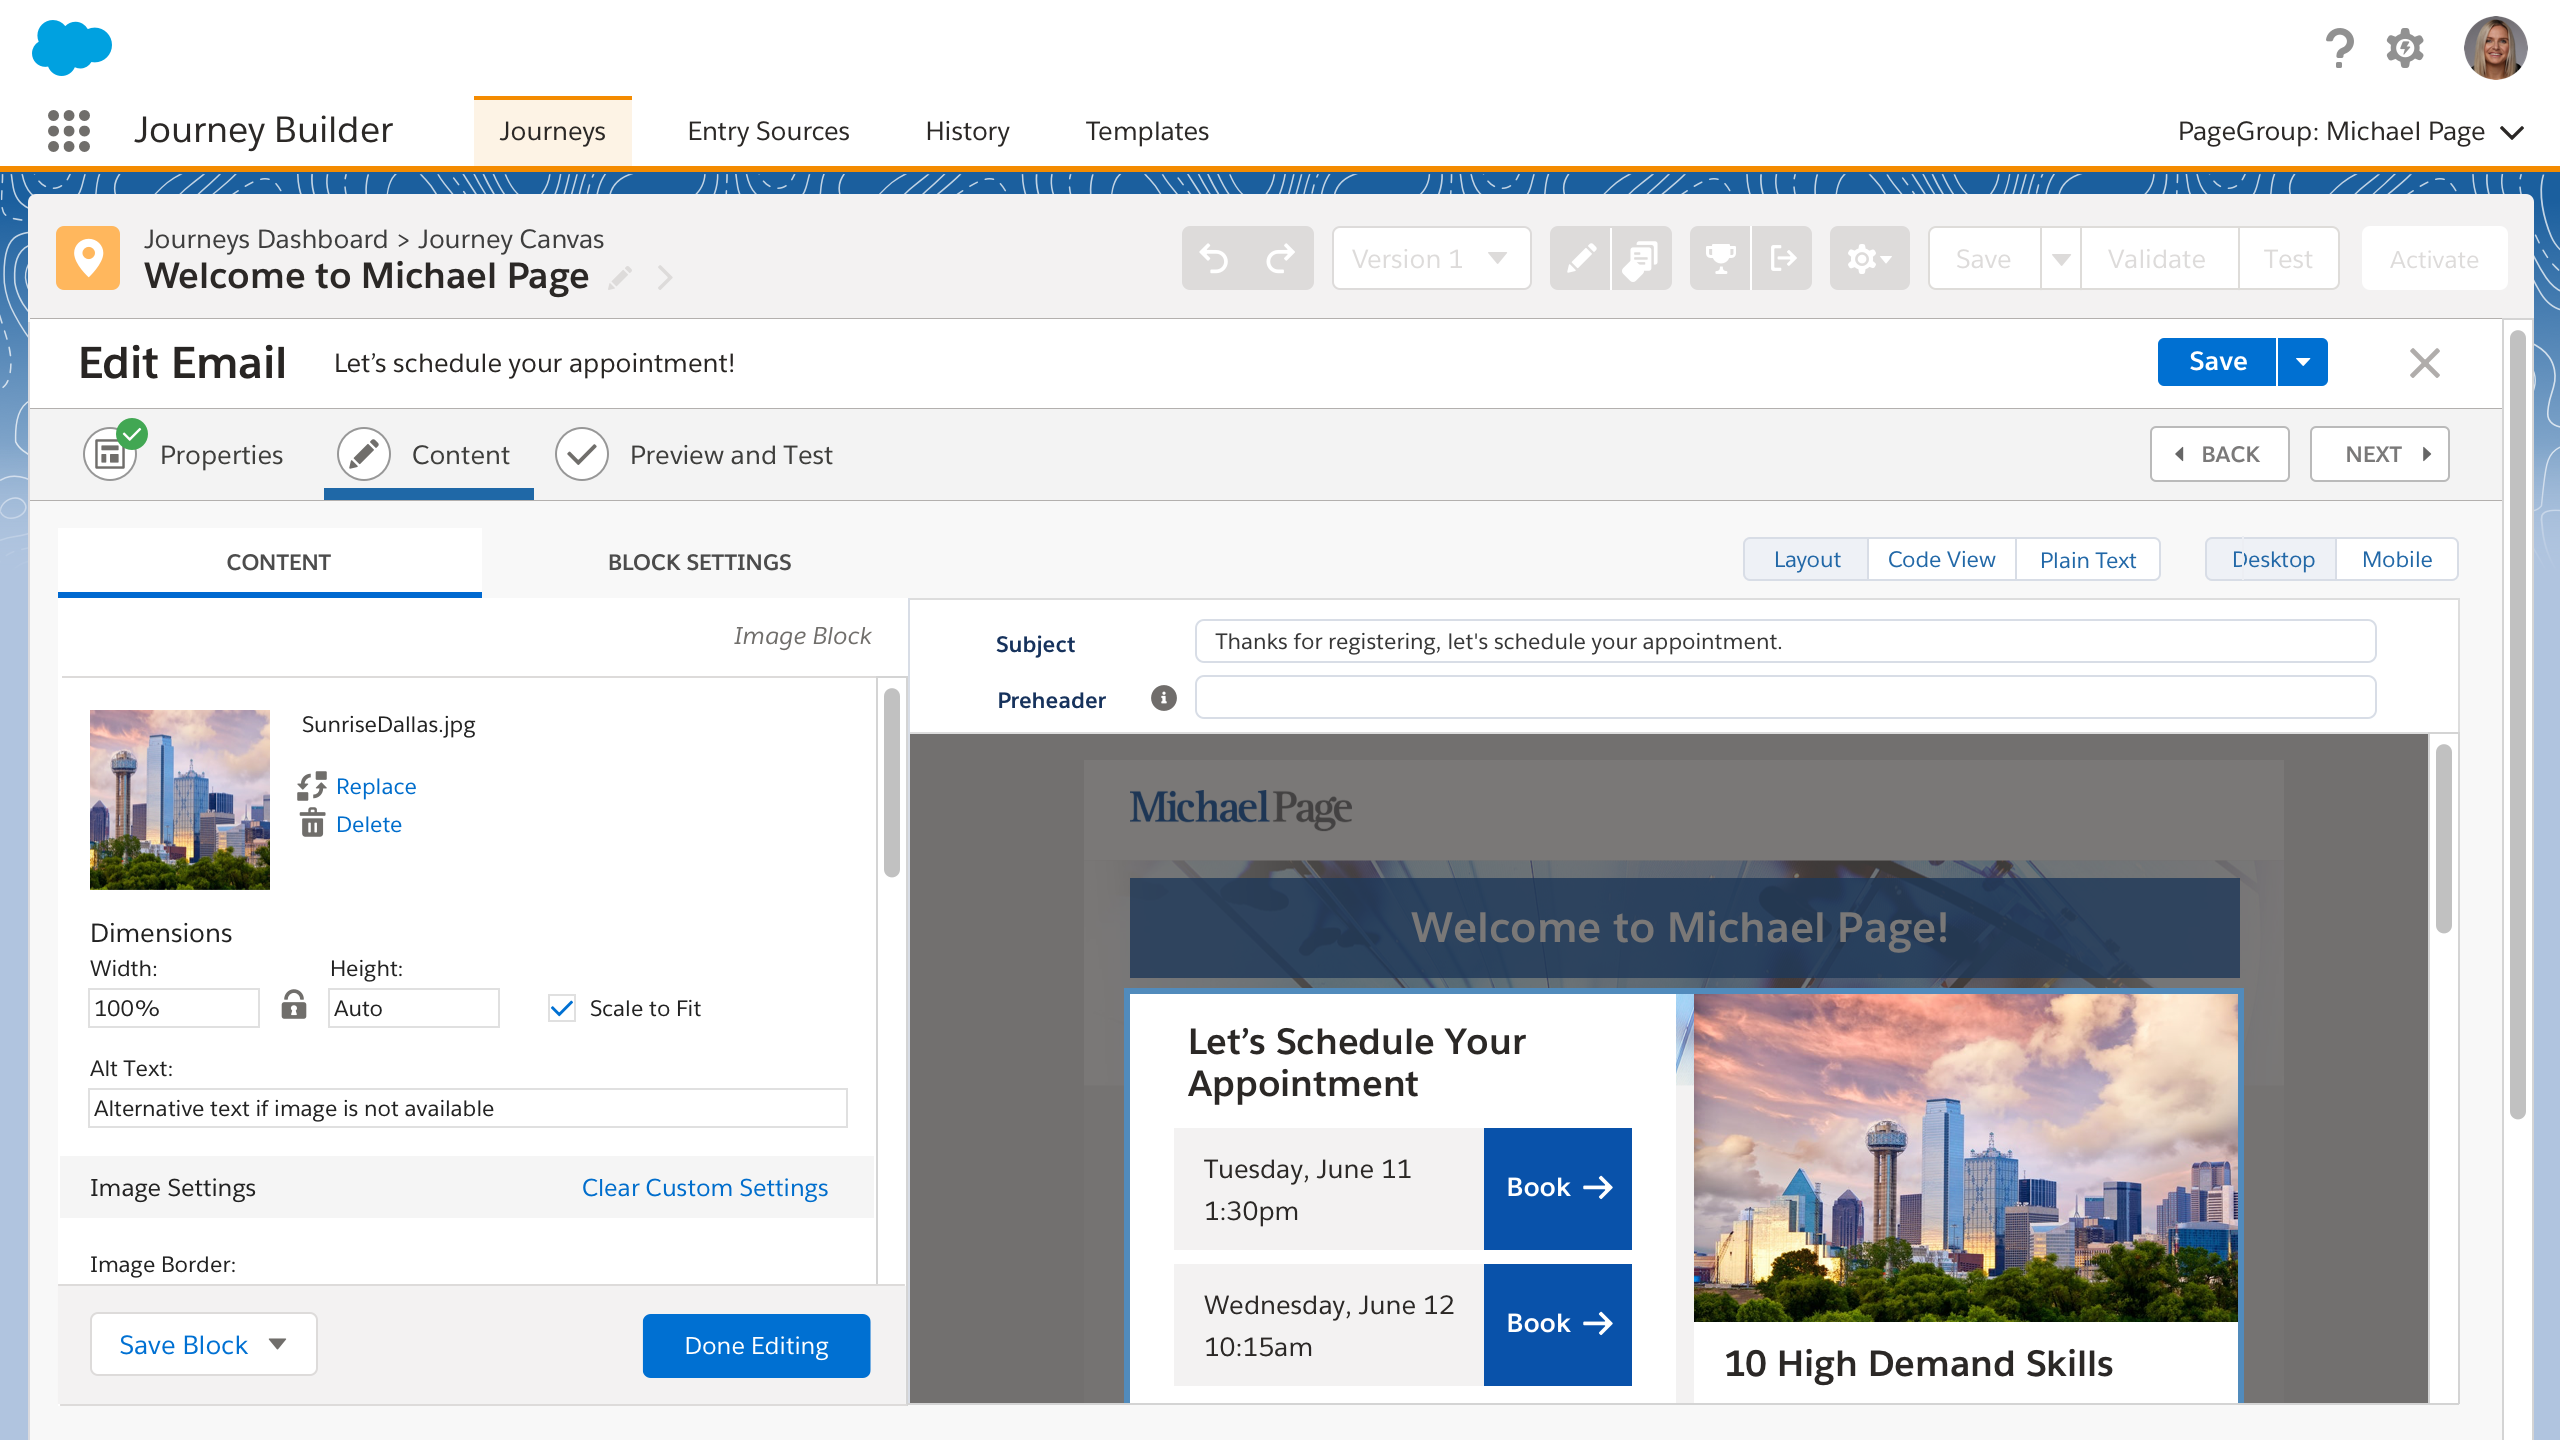 Journey Builder
Journeys
Entry Sources
History
Templates
PageGroup: Michael Page
Journeys Dashboard > Journey Canvas
Welcome to Michael Page
Version 1
Save
Validate
Test
Activate
Edit Email
Let’s schedule your appointment!
Save
Properties
Content
Preview and Test
BACK
NEXT
CONTENT
BLOCK SETTINGS
Layout
Code View
Plain Text
Desktop
Mobile
Image Block
SunriseDallas.jpg
Replace
Delete
Dimensions
Width:
Height:
100%
Auto
Scale to Fit
Alt Text:
Alternative text if image is not available
Image Settings
Clear Custom Settings
Image Border:
Save Block
Done Editing
Subject
Thanks for registering, let's schedule your appointment.
Preheader
MichaelPage
Welcome to Michael Page!
Let’s Schedule Your
Appointment
Tuesday, June 11
1:30pm
Book
Wednesday, June 12
10:15am
Book
10 High Demand Skills